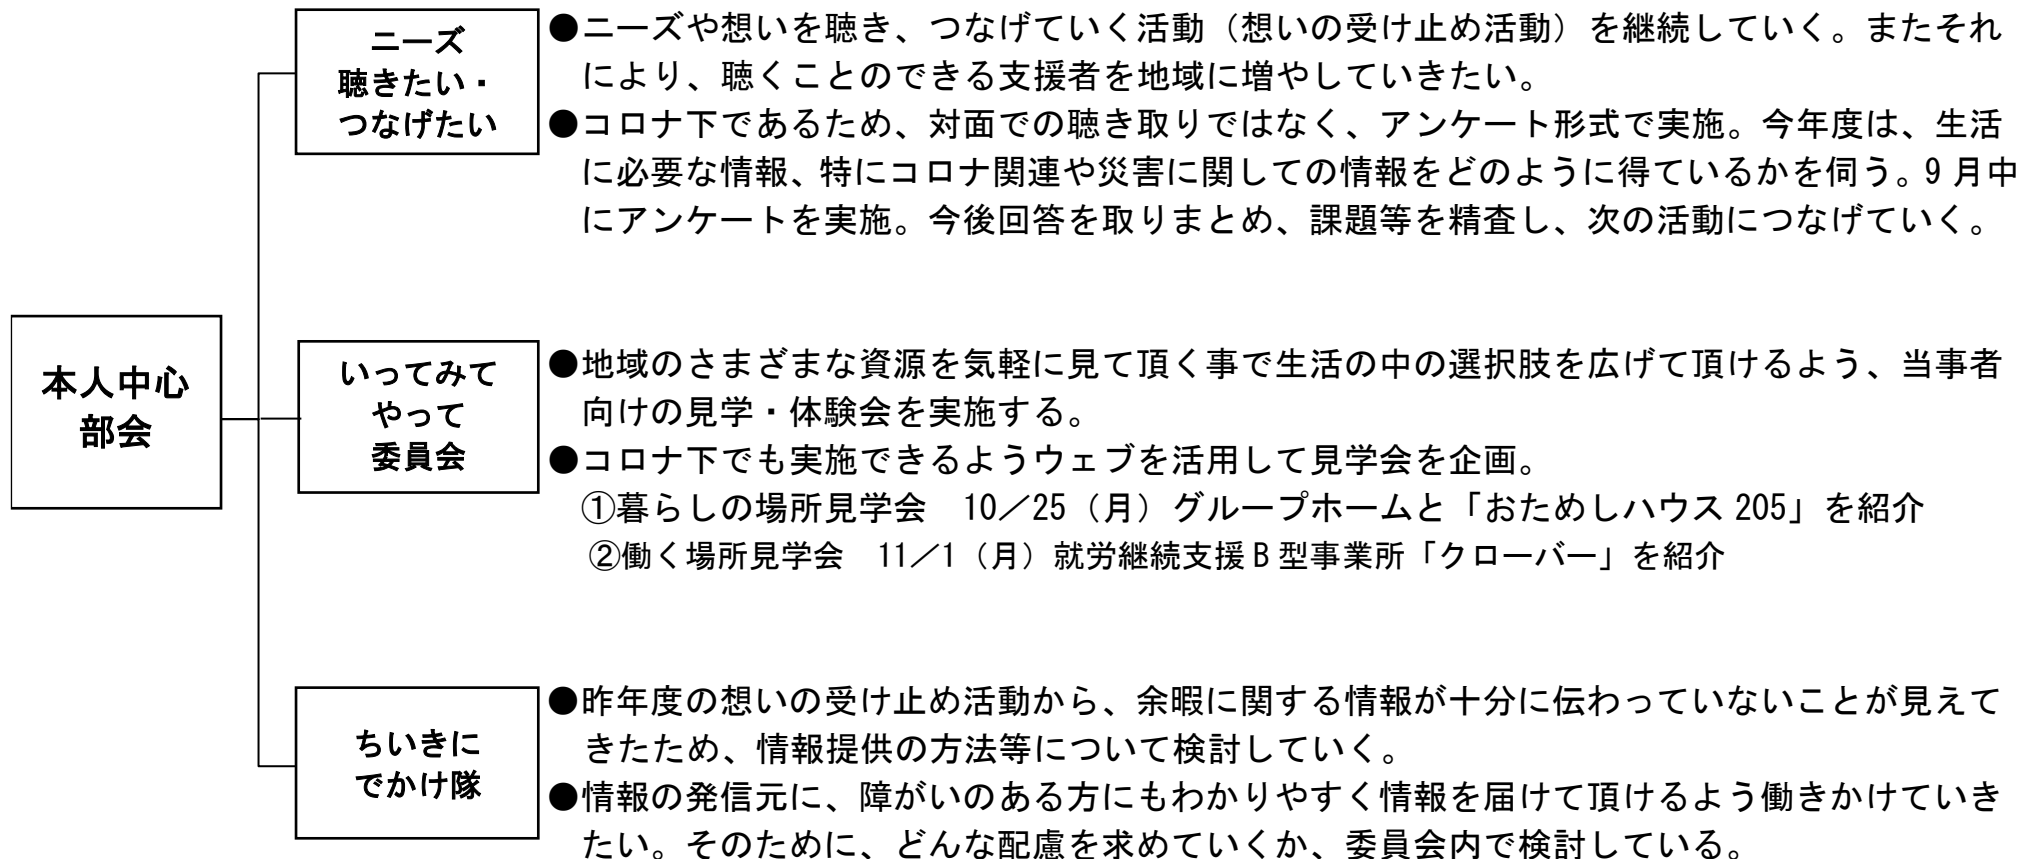 本人中心
部会
ニーズ
聴きたい・
つなげたい
●ニーズや想いを聴き、つなげていく活動（想いの受け止め活動）を継続していく。またそれ
により、聴くことのできる支援者を地域に増やしていきたい。
●コロナ下であるため、対面での聴き取りではなく、アンケート形式で実施。今年度は、生活
に必要な情報、特にコロナ関連や災害に関しての情報をどのように得ているかを伺う。9月中
にアンケートを実施。今後回答を取りまとめ、課題等を精査し、次の活動につなげていく。
いってみて
やって
委員会
●地域のさまざまな資源を気軽に見て頂く事で生活の中の選択肢を広げて頂けるよう、当事者
向けの見学・体験会を実施する。
●コロナ下でも実施できるようウェブを活用して見学会を企画。
①暮らしの場所見学会　10／25（月）グループホームと「おためしハウス 205」を紹介
②働く場所見学会　11／1（月）就労継続支援B型事業所「クローバー」を紹介
ちいきに
でかけ隊
●昨年度の想いの受け止め活動から、余暇に関する情報が十分に伝わっていないことが見えて
きたため、情報提供の方法等について検討していく。
●情報の発信元に、障がいのある方にもわかりやすく情報を届けて頂けるよう働きかけていき
たい。そのために、どんな配慮を求めていくか、委員会内で検討している。